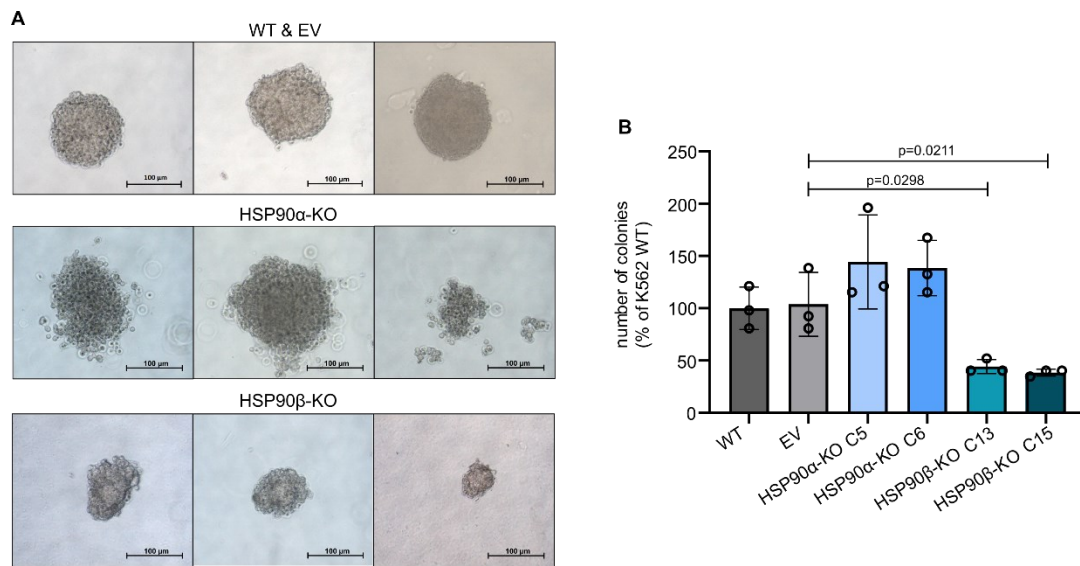 A
WT & EV
100 µm
100 µm
100 µm
HSP90α-KO
100 µm
100 µm
100 µm
HSP90β-KO
100 µm
100 µm
100 µm
B
p=0.0211
p=0.0298
250
200
150
100
50
0
number of colonies
(% of K562 WT)
WT
EV
HSP90α-KO C5
HSP90α-KO C6
HSP90β-KO C13
HSP90β-KO C15